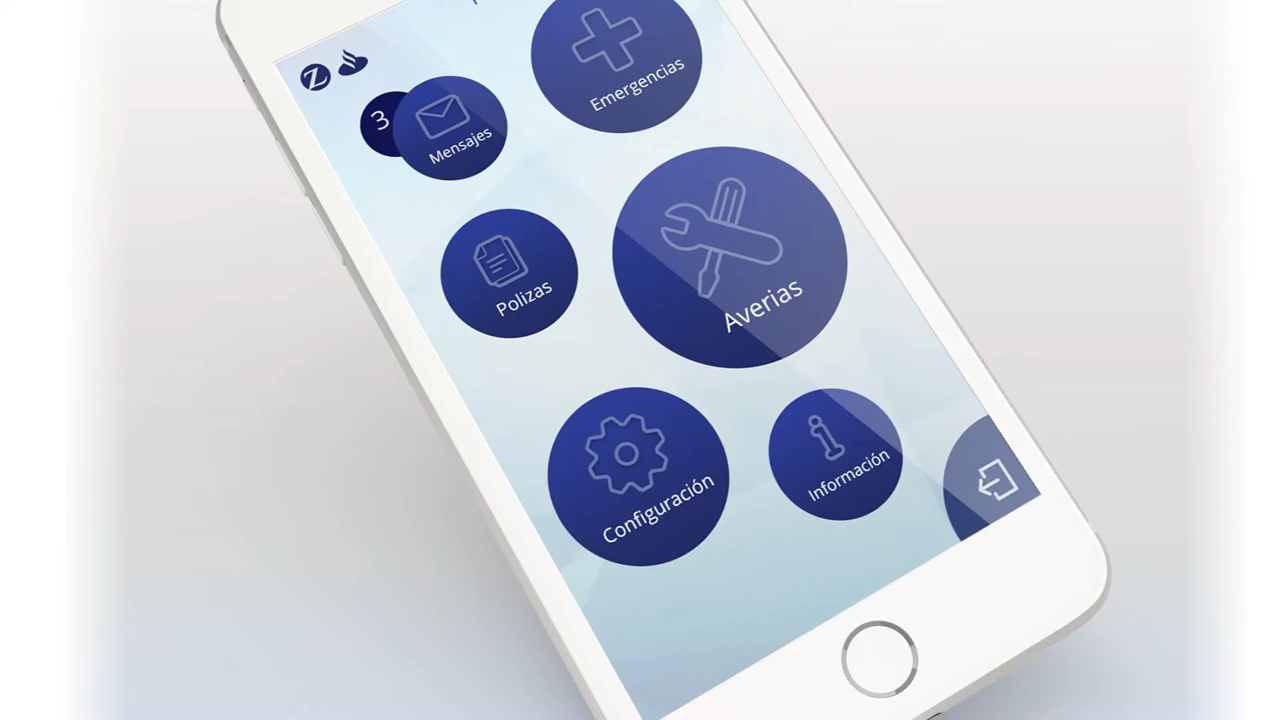 Emergencias
3
Mensajes
Averias
Polizas
Información
Configuración